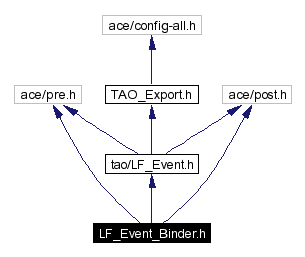 ace/config-all.h
ace/pre.h
TAO_Export.h
ace/post.h
tao/LF_Event.h
LF_Event_Binder.h